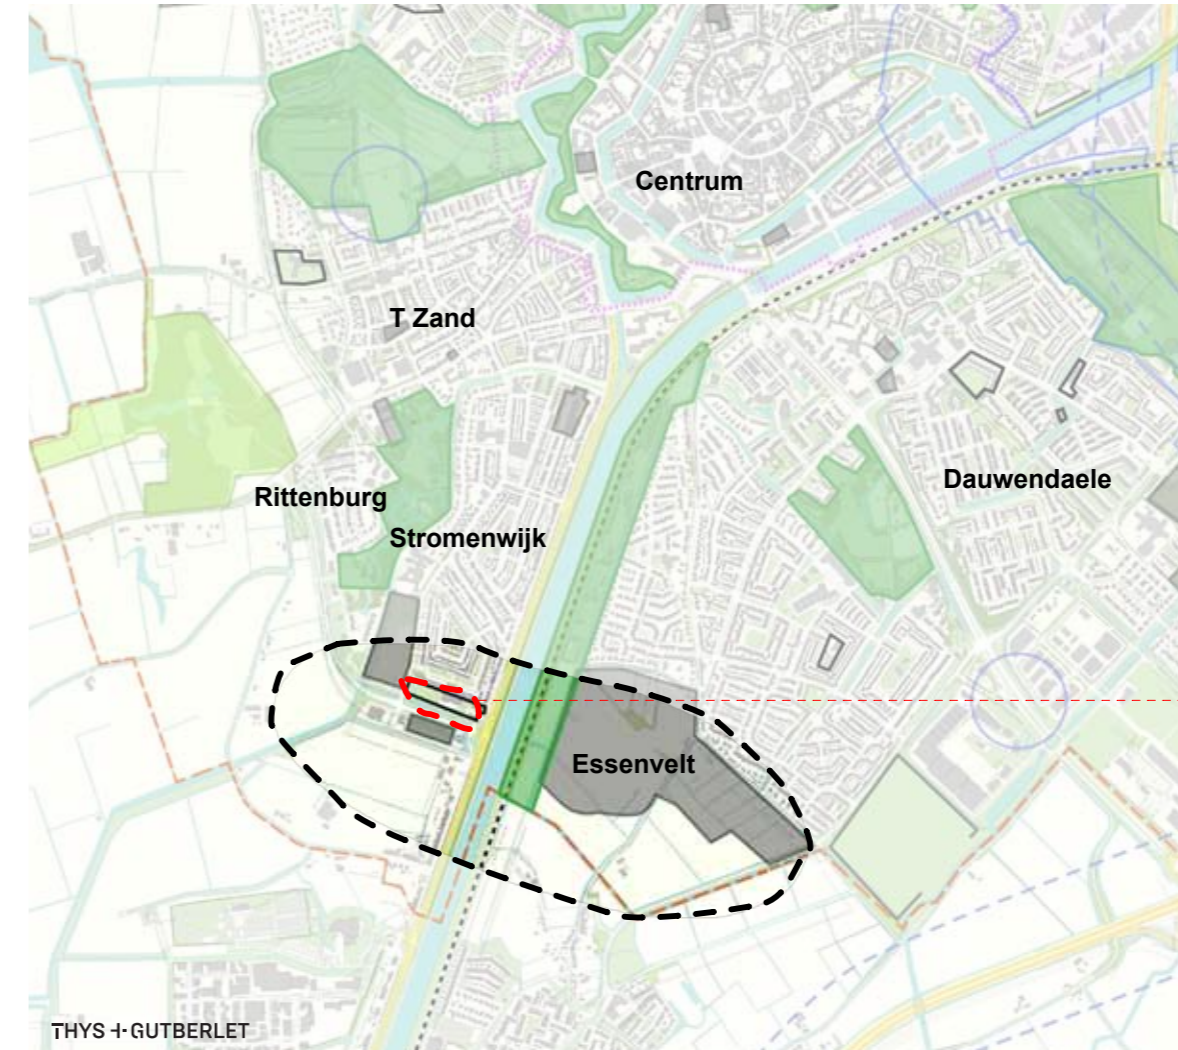 Centrum
T Zand
Dauwendaele
Rittenburg
Stromenwijk
Essenvelt
THYS + GUTBERLET